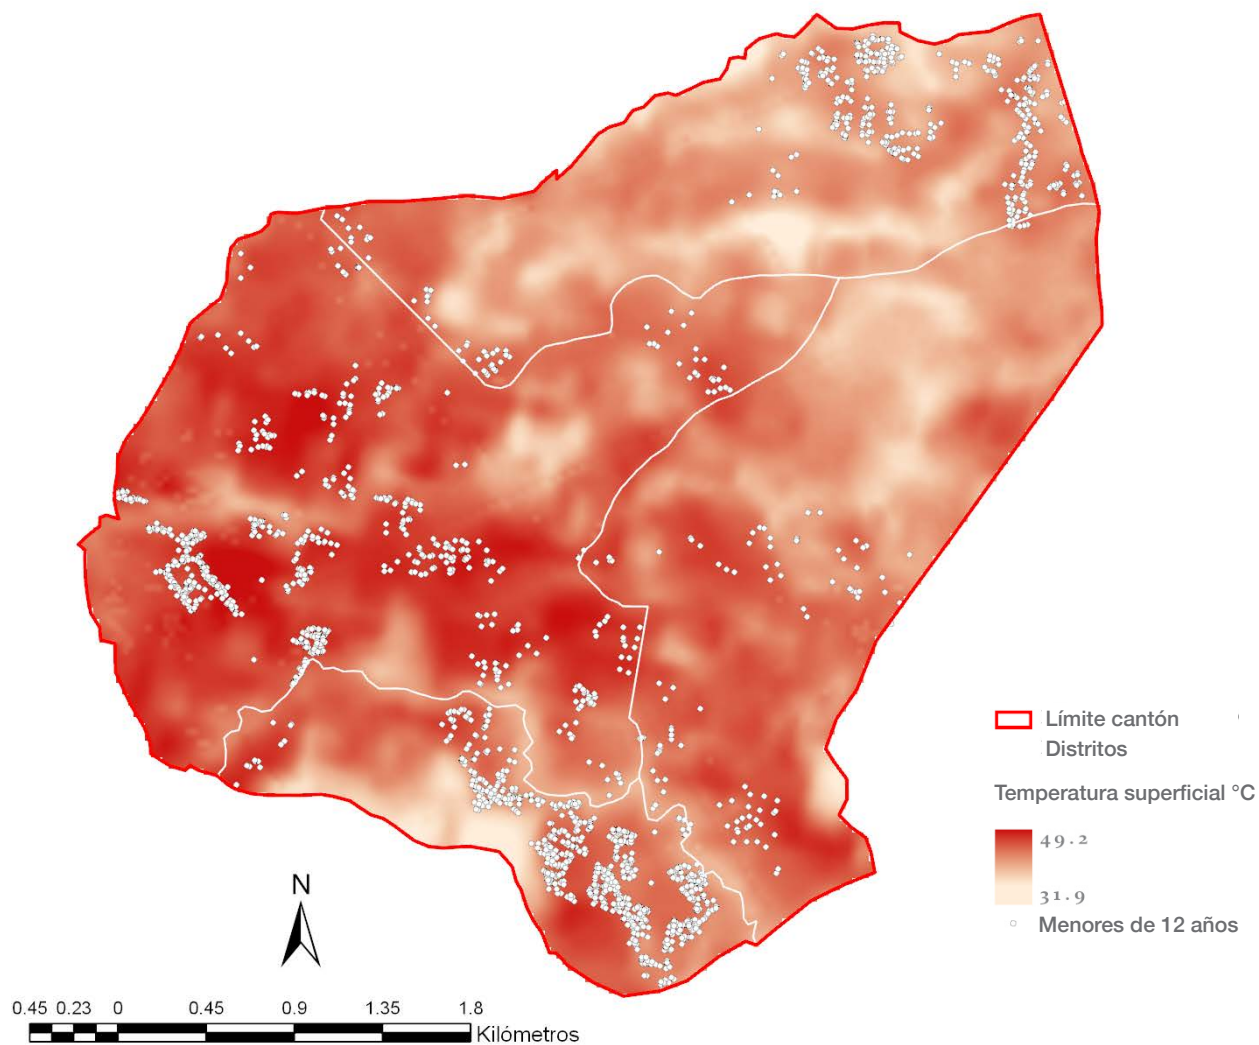 Límite cantón
Distritos
Temperatura superficial °C
49.2
31.9
Menores de 12 años
N
0.45 0.23 0 0.45 0.9 1.35 1.8
Kilómetros